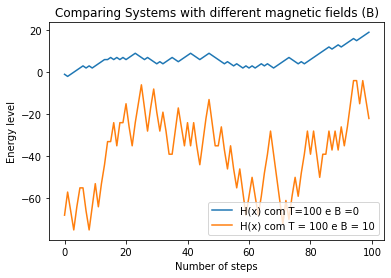 Comparing Systems with different magnetic fields (B)
20
0
−20
−40
−60
Energy level
0
20
40
60
80
100
Number of steps
H(x) com T=100 e B =0
H(x) com T = 100 e B = 10